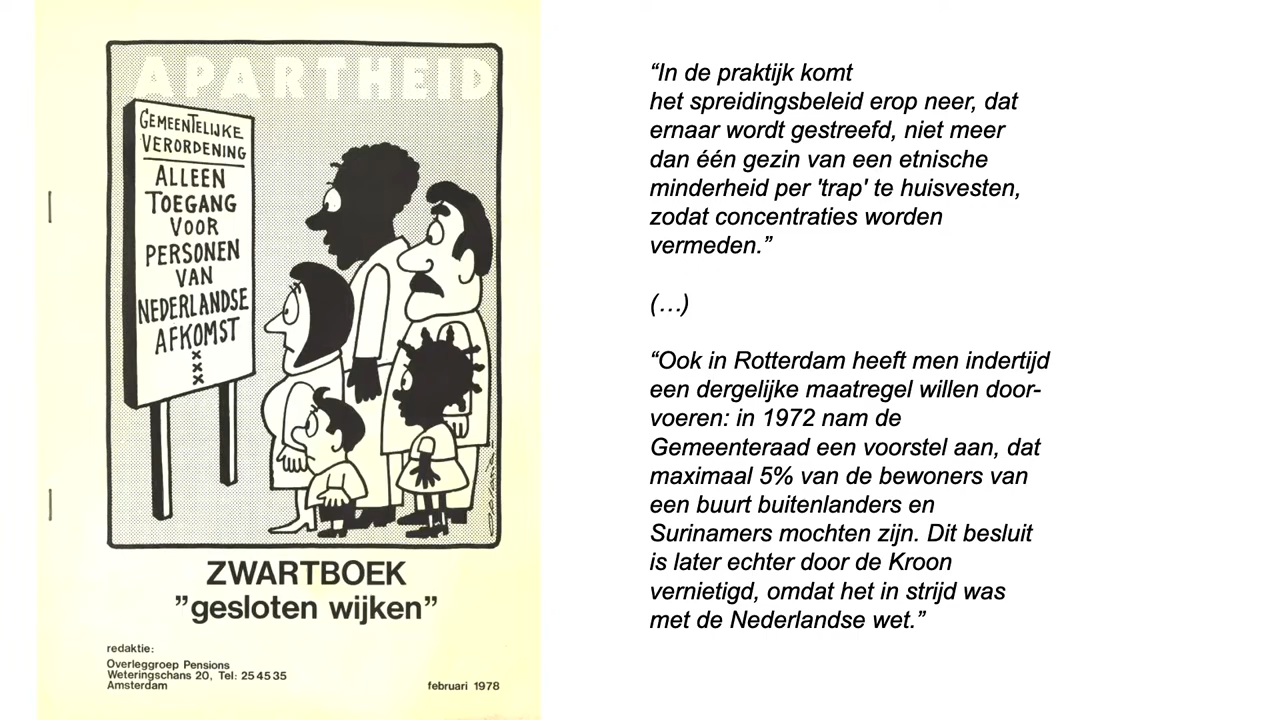 APARTHEID
GEMEENTELIJKE
VERORDENING
ALLEEN
TOEGANG
VOOR
PERSONEN
VAN
NEDERLANDSE
AFKOMST
x
x
x
ZWARTBOEK
”gesloten wijken”
redaktie:
Overleggroep Pensions
Weteringschans 20, Tel: 25 45 35
Amsterdam
februari 1978
“In de praktijk komt
het spreidingsbeleid erop neer, dat
ernaar wordt gestreefd, niet meer
dan één gezin van een etnische
minderheid per 'trap' te huisvesten,
zodat concentraties worden
vermeden.”
(…)
“Ook in Rotterdam heeft men indertijd
een dergelijke maatregel willen door-
voeren: in 1972 nam de
Gemeenteraad een voorstel aan, dat
maximaal 5% van de bewoners van
een buurt buitenlanders en
Surinamers mochten zijn. Dit besluit
is later echter door de Kroon
vernietigd, omdat het in strijd was
met de Nederlandse wet.”